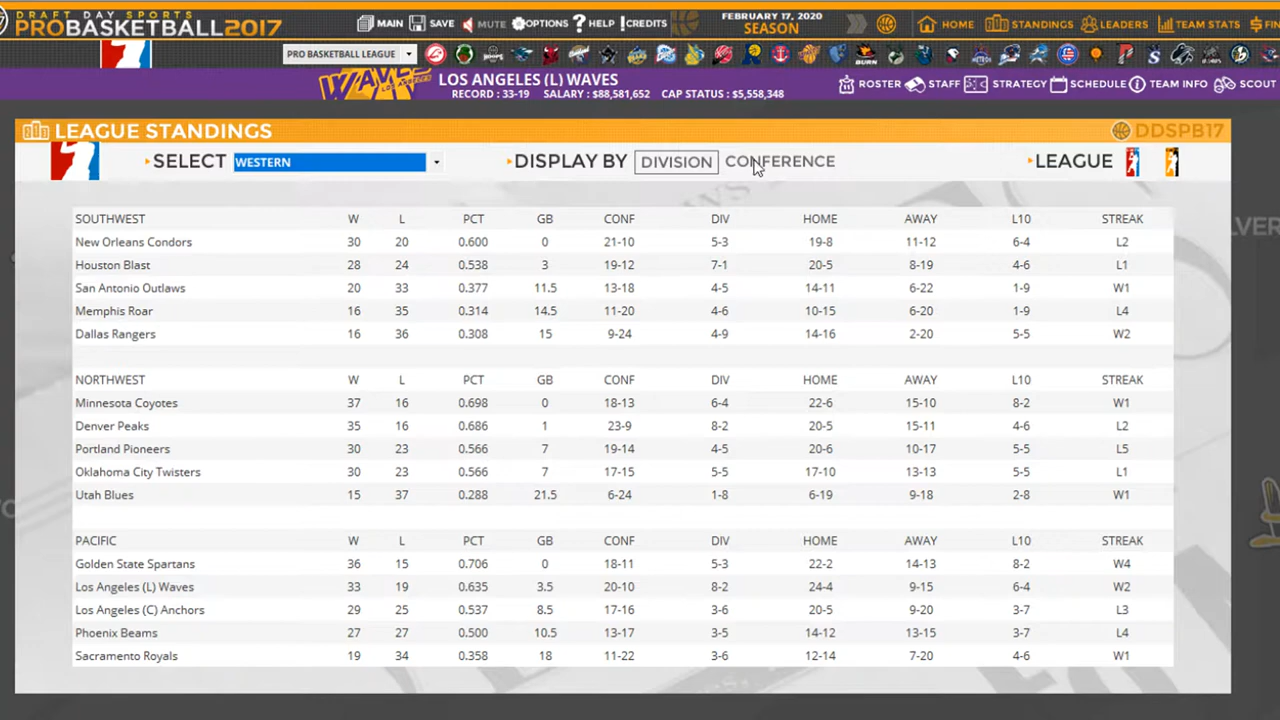 DRAFT DAY SPORTS
PROBASKETBALL2017
MAIN SAVE MUTE OPTIONS HELP CREDITS
FEBRUARY 17, 2020
SEASON
HOME STANDINGS LEADERS TEAM STATS FIN
PRO BASKETBALL LEAGUE
BURN
WAVES
LOS ANGELES
LOS ANGELES (L) WAVES
RECORD : 33-19 SALARY : $88,581,652 CAP STATUS : $5,558,348
ROSTER STAFF STRATEGY SCHEDULE TEAM INFO SCOUT
LEAGUE STANDINGS
DDSPB17
SELECT WESTERN DISPLAY BY DIVISION CONFERENCE LEAGUE
SOUTHWEST W L PCT GB CONF DIV HOME AWAY L10 STREAK
New Orleans Condors 30 20 0.600 0 21-10 5-3 19-8 11-12 6-4 L2
Houston Blast 28 24 0.538 3 19-12 7-1 20-5 8-19 4-6 L1
San Antonio Outlaws 20 33 0.377 11.5 13-18 4-5 14-11 6-22 1-9 W1
Memphis Roar 16 35 0.314 14.5 11-20 4-6 10-15 6-20 1-9 L4
Dallas Rangers 16 36 0.308 15 9-24 4-9 14-16 2-20 5-5 W2
NORTHWEST W L PCT GB CONF DIV HOME AWAY L10 STREAK
Minnesota Coyotes 37 16 0.698 0 18-13 6-4 22-6 15-10 8-2 W1
Denver Peaks 35 16 0.686 1 23-9 8-2 20-5 15-11 4-6 L2
Portland Pioneers 30 23 0.566 7 19-14 4-5 20-6 10-17 5-5 L5
Oklahoma City Twisters 30 23 0.566 7 17-15 5-5 17-10 13-13 5-5 L1
Utah Blues 15 37 0.288 21.5 6-24 1-8 6-19 9-18 2-8 W1
PACIFIC W L PCT GB CONF DIV HOME AWAY L10 STREAK
Golden State Spartans 36 15 0.706 0 18-11 5-3 22-2 14-13 8-2 W4
Los Angeles (L) Waves 33 19 0.635 3.5 20-10 8-2 24-4 9-15 6-4 W2
Los Angeles (C) Anchors 29 25 0.537 8.5 17-16 3-6 20-5 9-20 3-7 L3
Phoenix Beams 27 27 0.500 10.5 13-17 3-5 14-12 13-15 3-7 L4
Sacramento Royals 19 34 0.358 18 11-22 3-6 12-14 7-20 4-6 W1